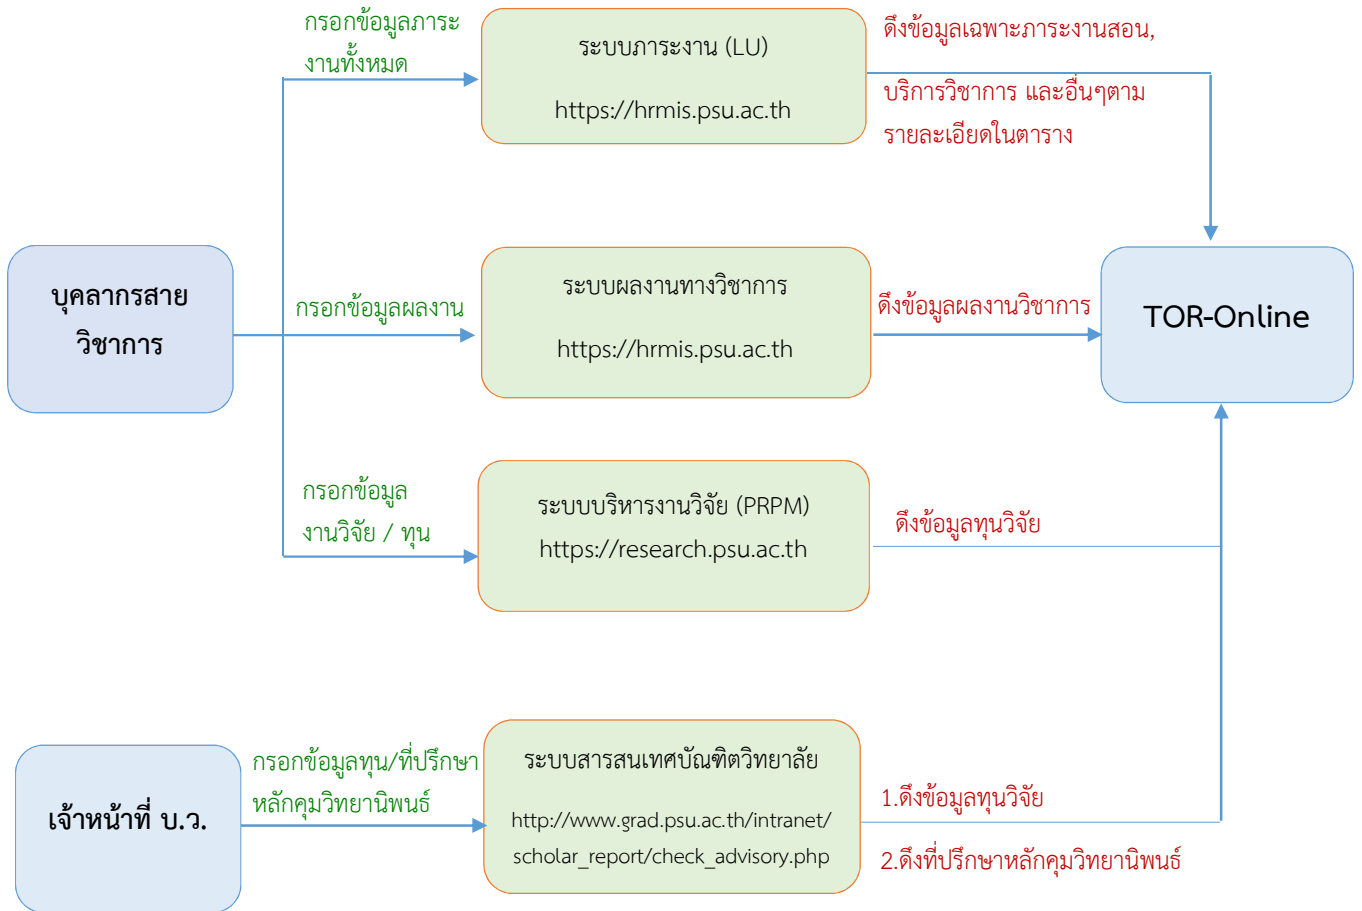 กรอกข้อมูลภาระ
งานทั้งหมด
ระบบภาระงาน (LU)
https://hrmis.psu.ac.th
ดึงข้อมูลเฉพาะภาระงานสอน,
บริการวิชาการ และอื่นๆตาม
รายละเอียดในตาราง
บุคลากรสาย
วิชาการ
กรอกข้อมูลผลงาน
ระบบผลงานทางวิชาการ
https://hrmis.psu.ac.th
ดึงข้อมูลผลงานวิชาการ
TOR-Online
กรอกข้อมูล
งานวิจัย / ทุน
ระบบบริหารงานวิจัย (PRPM)
https://research.psu.ac.th
ดึงข้อมูลทุนวิจัย
เจ้าหน้าที่ บ.ว.
กรอกข้อมูลทุน/ที่ปรึกษา
หลักคุมวิทยานิพนธ์
ระบบสารสนเทศบัณฑิตวิทยาลัย
http://www.grad.psu.ac.th/intranet/
scholar_report/check_advisory.php
1.ดึงข้อมูลทุนวิจัย
2.ดึงที่ปรึกษาหลักคุมวิทยานิพนธ์